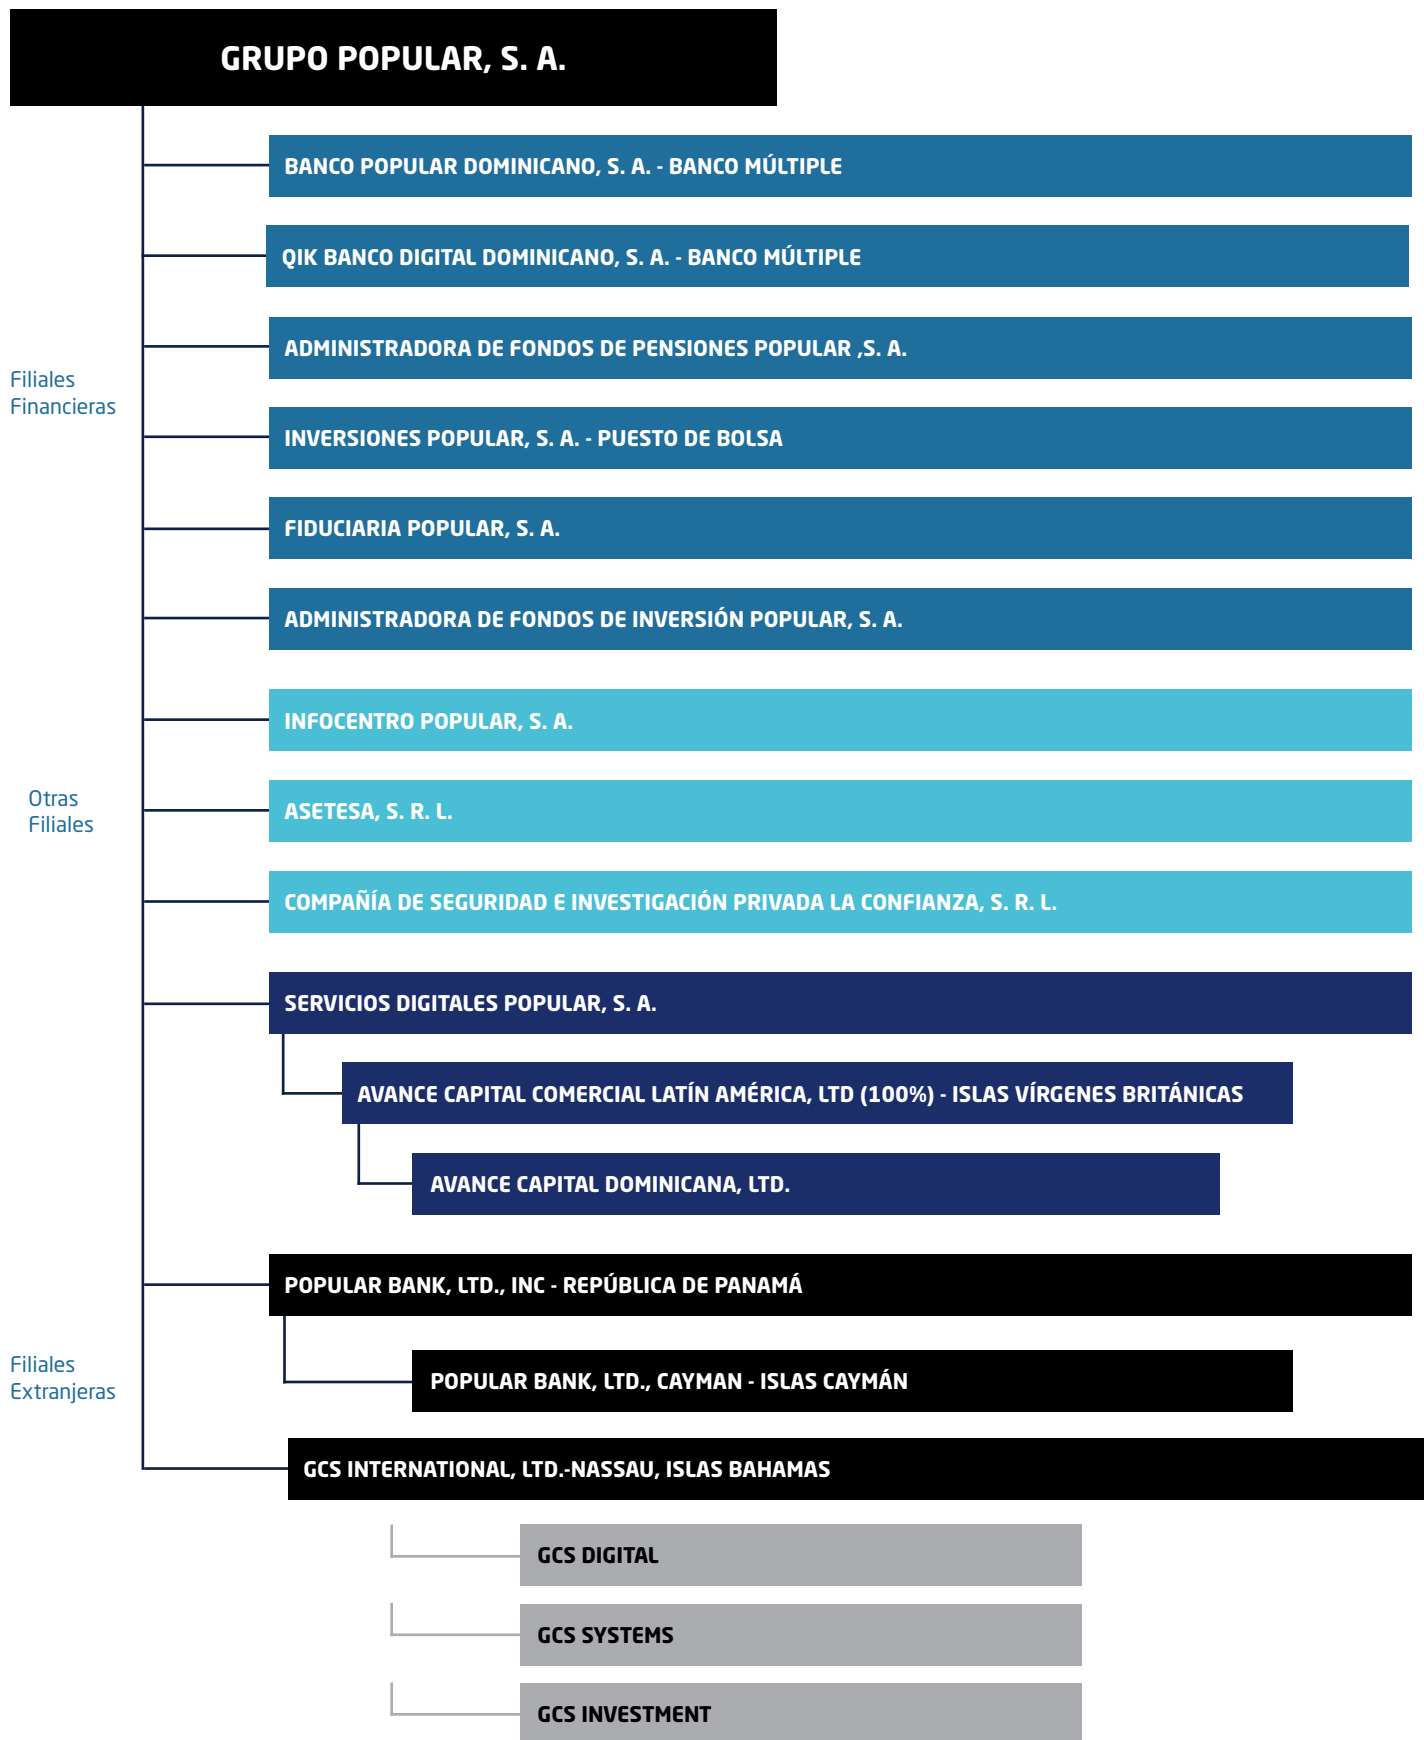 GRUPO POPULAR, S. A.
BANCO POPULAR DOMINICANO, S. A. - BANCO MÚLTIPLE
QIK BANCO DIGITAL DOMINICANO, S. A. - BANCO MÚLTIPLE
ADMINISTRADORA DE FONDOS DE PENSIONES POPULAR ,S. A.
Filiales
Financieras
INVERSIONES POPULAR, S. A. - PUESTO DE BOLSA
FIDUCIARIA POPULAR, S. A.
ADMINISTRADORA DE FONDOS DE INVERSIÓN POPULAR, S. A.
INFOCENTRO POPULAR, S. A.
Otras
Filiales
ASETESA, S. R. L.
COMPAÑÍA DE SEGURIDAD E INVESTIGACIÓN PRIVADA LA CONFIANZA, S. R. L.
SERVICIOS DIGITALES POPULAR, S. A.
AVANCE CAPITAL COMERCIAL LATÍN AMÉRICA, LTD (100%) - ISLAS VÍRGENES BRITÁNICAS
AVANCE CAPITAL DOMINICANA, LTD.
POPULAR BANK, LTD., INC - REPÚBLICA DE PANAMÁ
Filiales
Extranjeras
POPULAR BANK, LTD., CAYMAN - ISLAS CAYMÁN
GCS INTERNATIONAL, LTD.-NASSAU, ISLAS BAHAMAS
GCS DIGITAL
GCS SYSTEMS
GCS INVESTMENT